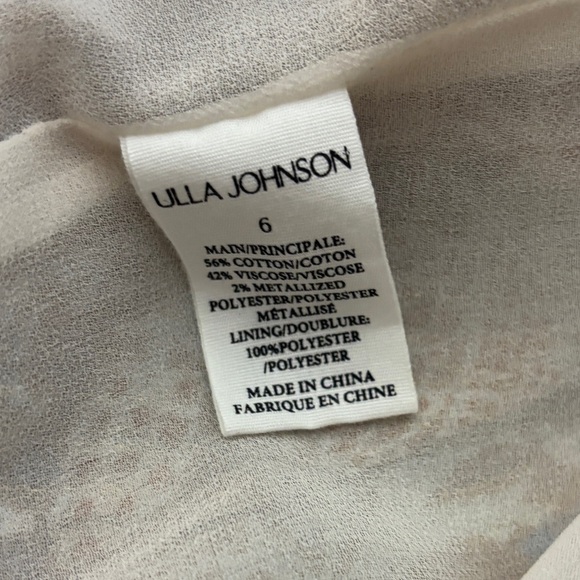 ULLA JOHNSON
6
MAIN/PRINCIPALE:
56% COTTON/COTON
42% VISCOSE/VISCOSE
2% METALLIZED
POLYESTER/POLYESTER
MÉTALLISÉ
LINING/DOUBLURE:
100%POLYESTER
/POLYESTER
MADE IN CHINA
FABRIQUE EN CHINE